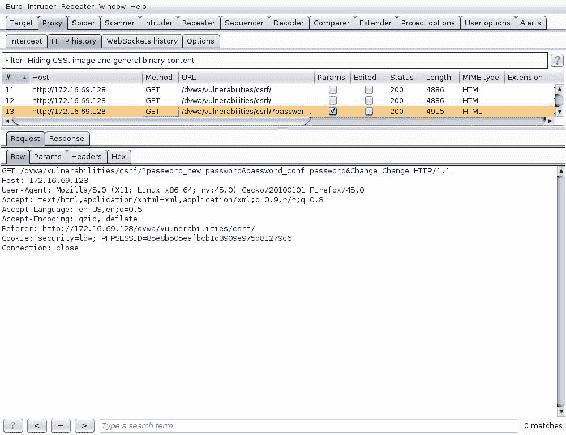 Burp Intruder Repeater Window Help
Target Proxy Spider Scanner Intruder Repeater Sequencer Decoder Comparer Extender Project options User options Alerts
Intercept HTTP history WebSockets history Options
Filter: Hiding CSS, image and general binary content ?
# Host Method URL Params Edited Status Length MIME type Extension
11 http://172.16.69.128 GET /dvwa/vulnerabilities/csrf/ 200 4886 HTML
12 http://172.16.69.128 GET /dvwa/vulnerabilities/csrf/ 200 4886 HTML
13 http://172.16.69.128 GET /dvwa/vulnerabilities/csrf/?passwor... 200 4915 HTML
Request Response
Raw Params Headers Hex
GET /dvwa/vulnerabilities/csrf/?password_new=password&password_conf=password&Change=Change HTTP/1.1
Host: 172.16.69.128
User-Agent: Mozilla/5.0 (X11; Linux x86_64; rv:45.0) Gecko/20100101 Firefox/45.0
Accept: text/html,application/xhtml+xml,application/xml;q=0.9,*/*;q=0.8
Accept-Language: en-US,en;q=0.5
Accept-Encoding: gzip, deflate
Referer: http://172.16.69.128/dvwa/vulnerabilities/csrf/
Cookie: security=low; PHPSESSID=
Connection: close
? < + > Type a search term 0 matches